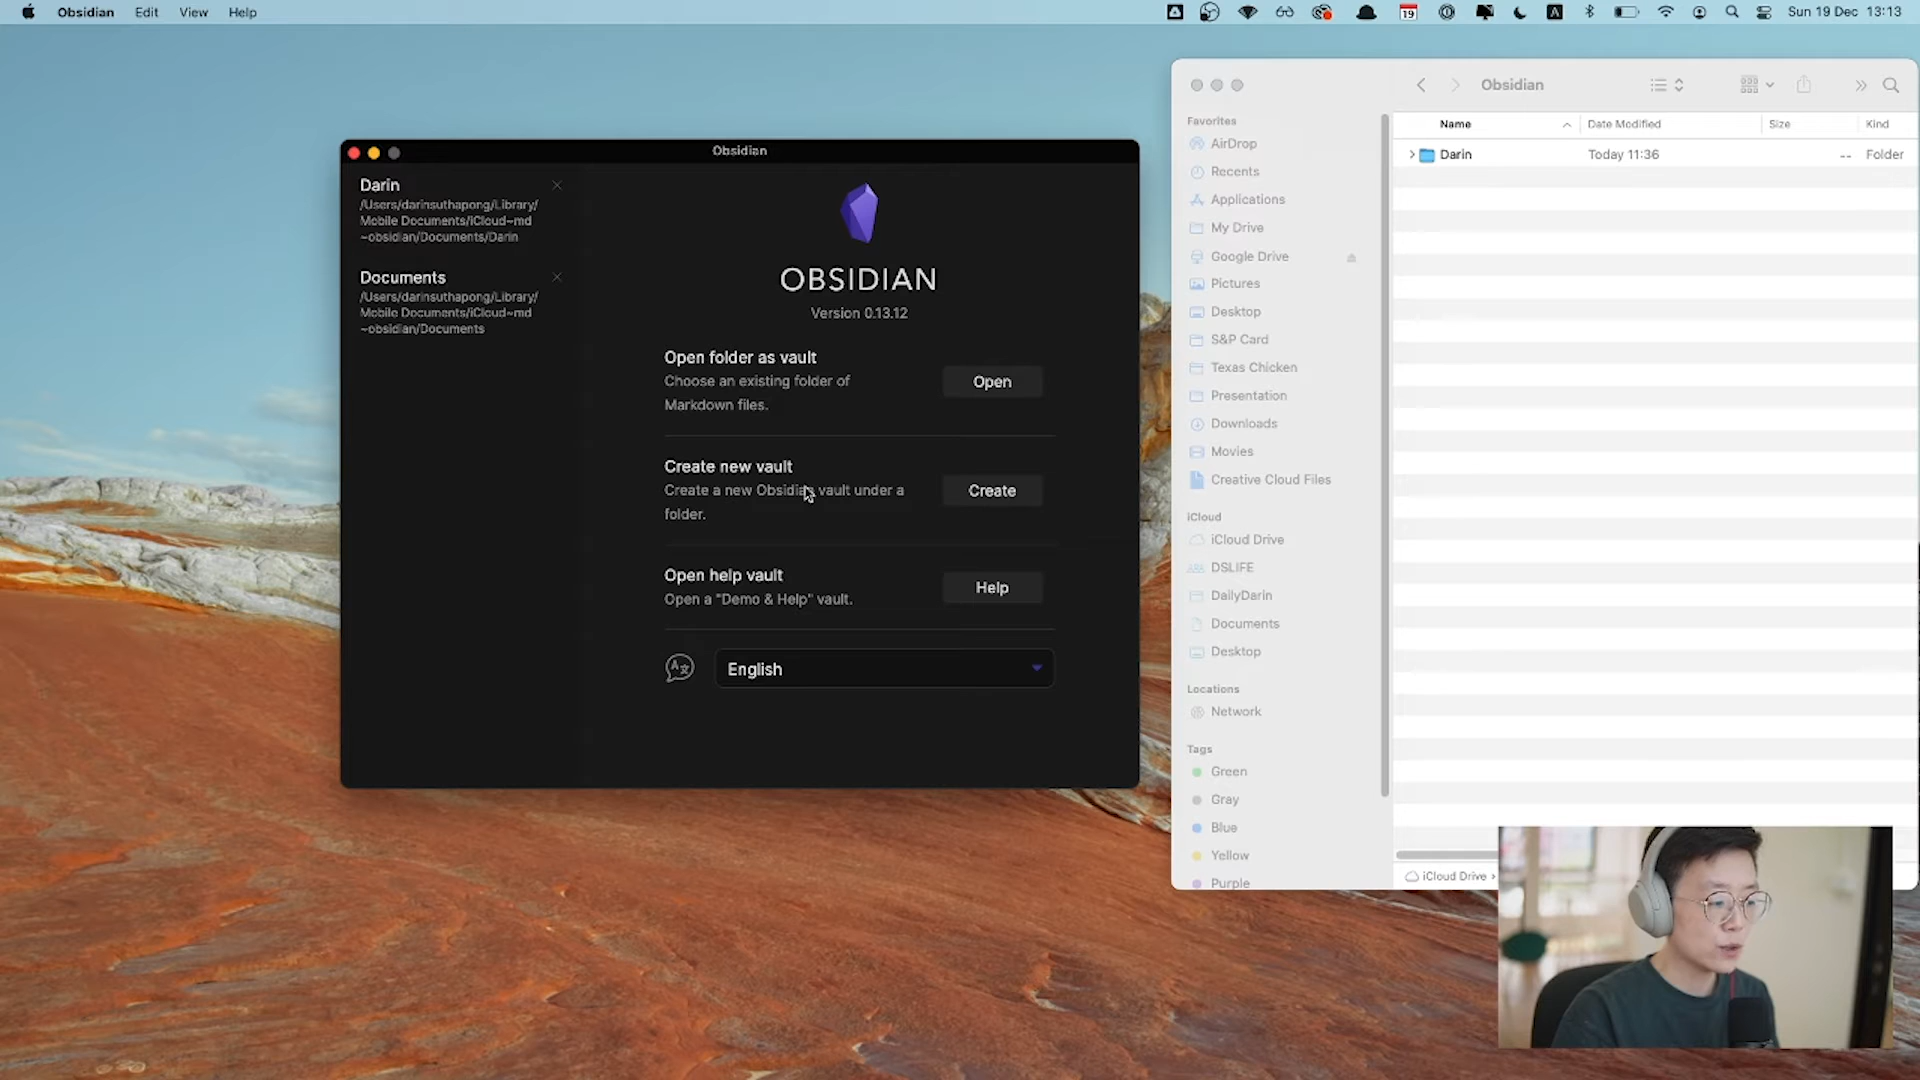 Obsidian Edit View Help
19
A
Sun 19 Dec 13:13
Obsidian
Darin
/Users/darinsuthapong/Library/
Mobile Documents/iCloud~md
~obsidian/Documents/Darin
Documents
/Users/darinsuthapong/Library/
Mobile Documents/iCloud~md
~obsidian/Documents
OBSIDIAN
Version 0.13.12
Open folder as vault
Choose an existing folder of
Markdown files.
Open
Create new vault
Create a new Obsidian vault under a
folder.
Create
Open help vault
Open a "Demo & Help" vault.
Help
English
Obsidian
Favorites
AirDrop
Recents
Applications
My Drive
Google Drive
Pictures
Desktop
S&P Card
Texas Chicken
Presentation
Downloads
Movies
Creative Cloud Files
iCloud
iCloud Drive
DSLIFE
DailyDarin
Documents
Desktop
Locations
Network
Tags
Green
Gray
Blue
Yellow
Purple
Name Date Modified Size Kind
Darin Today 11:36 -- Folder
iCloud Drive